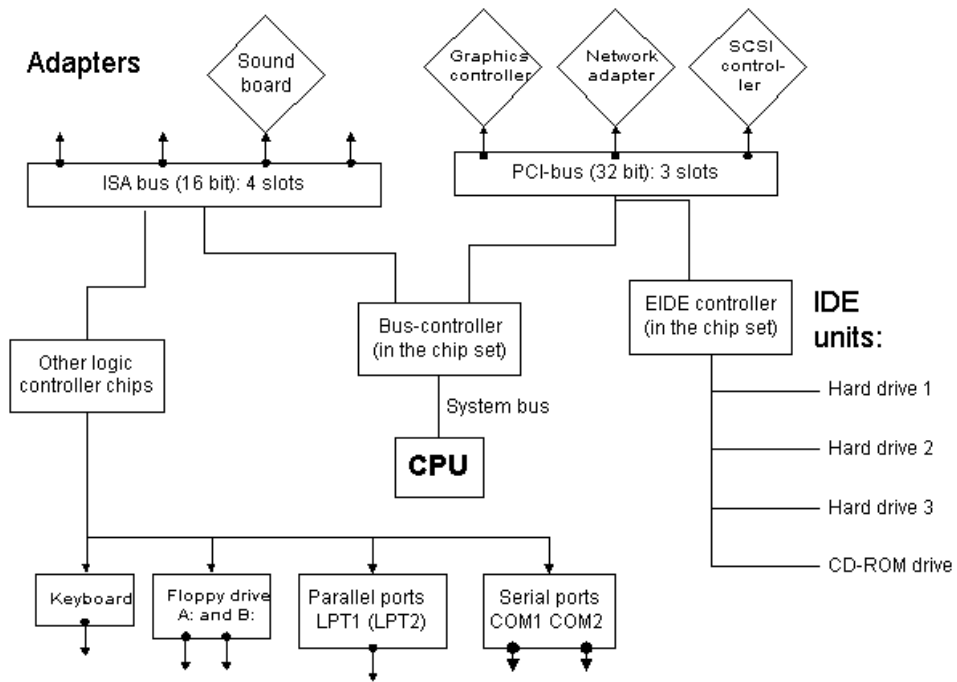 Adapters
Sound
board
Graphics
controller
Network
adapter
SCSI
control-
ler
ISA bus (16 bit): 4 slots
PCI-bus (32 bit): 3 slots
Other logic
controller chips
Bus-controller
(in the chip set)
EIDE controller
(in the chip set)
IDE
units:
System bus
CPU
Hard drive 1
Hard drive 2
Hard drive 3
CD-ROM drive
Keyboard
Floppy drive
A: and B:
Parallel ports
LPT1 (LPT2)
Serial ports
COM1 COM2